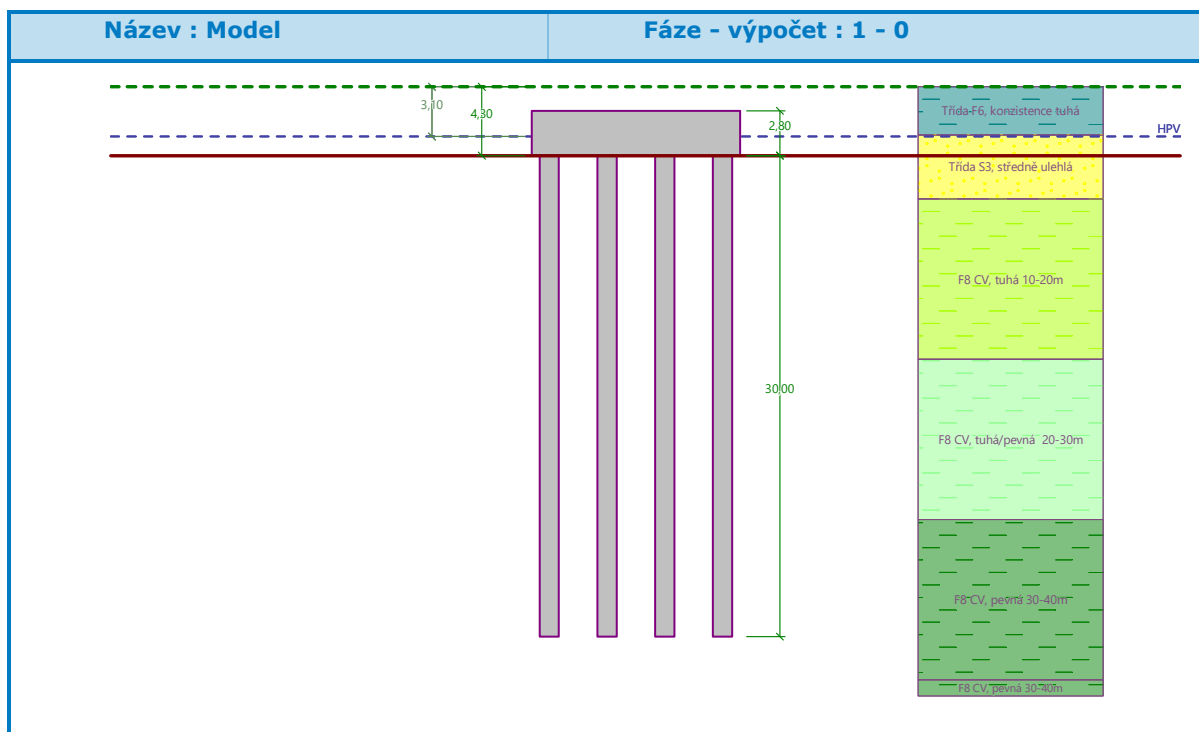 Název : Model
Fáze - výpočet : 1 - 0
3,10
4,30
2,80
Třída F6, konzistence tuhá
HPV
Třída S3, středně ulehlá
F8 CV, tuhá 10-20m
30,00
F8 CV, tuhá/pevná 20-30m
F8 CV, pevná 30-40m
F8 CV, pevná 30-40m